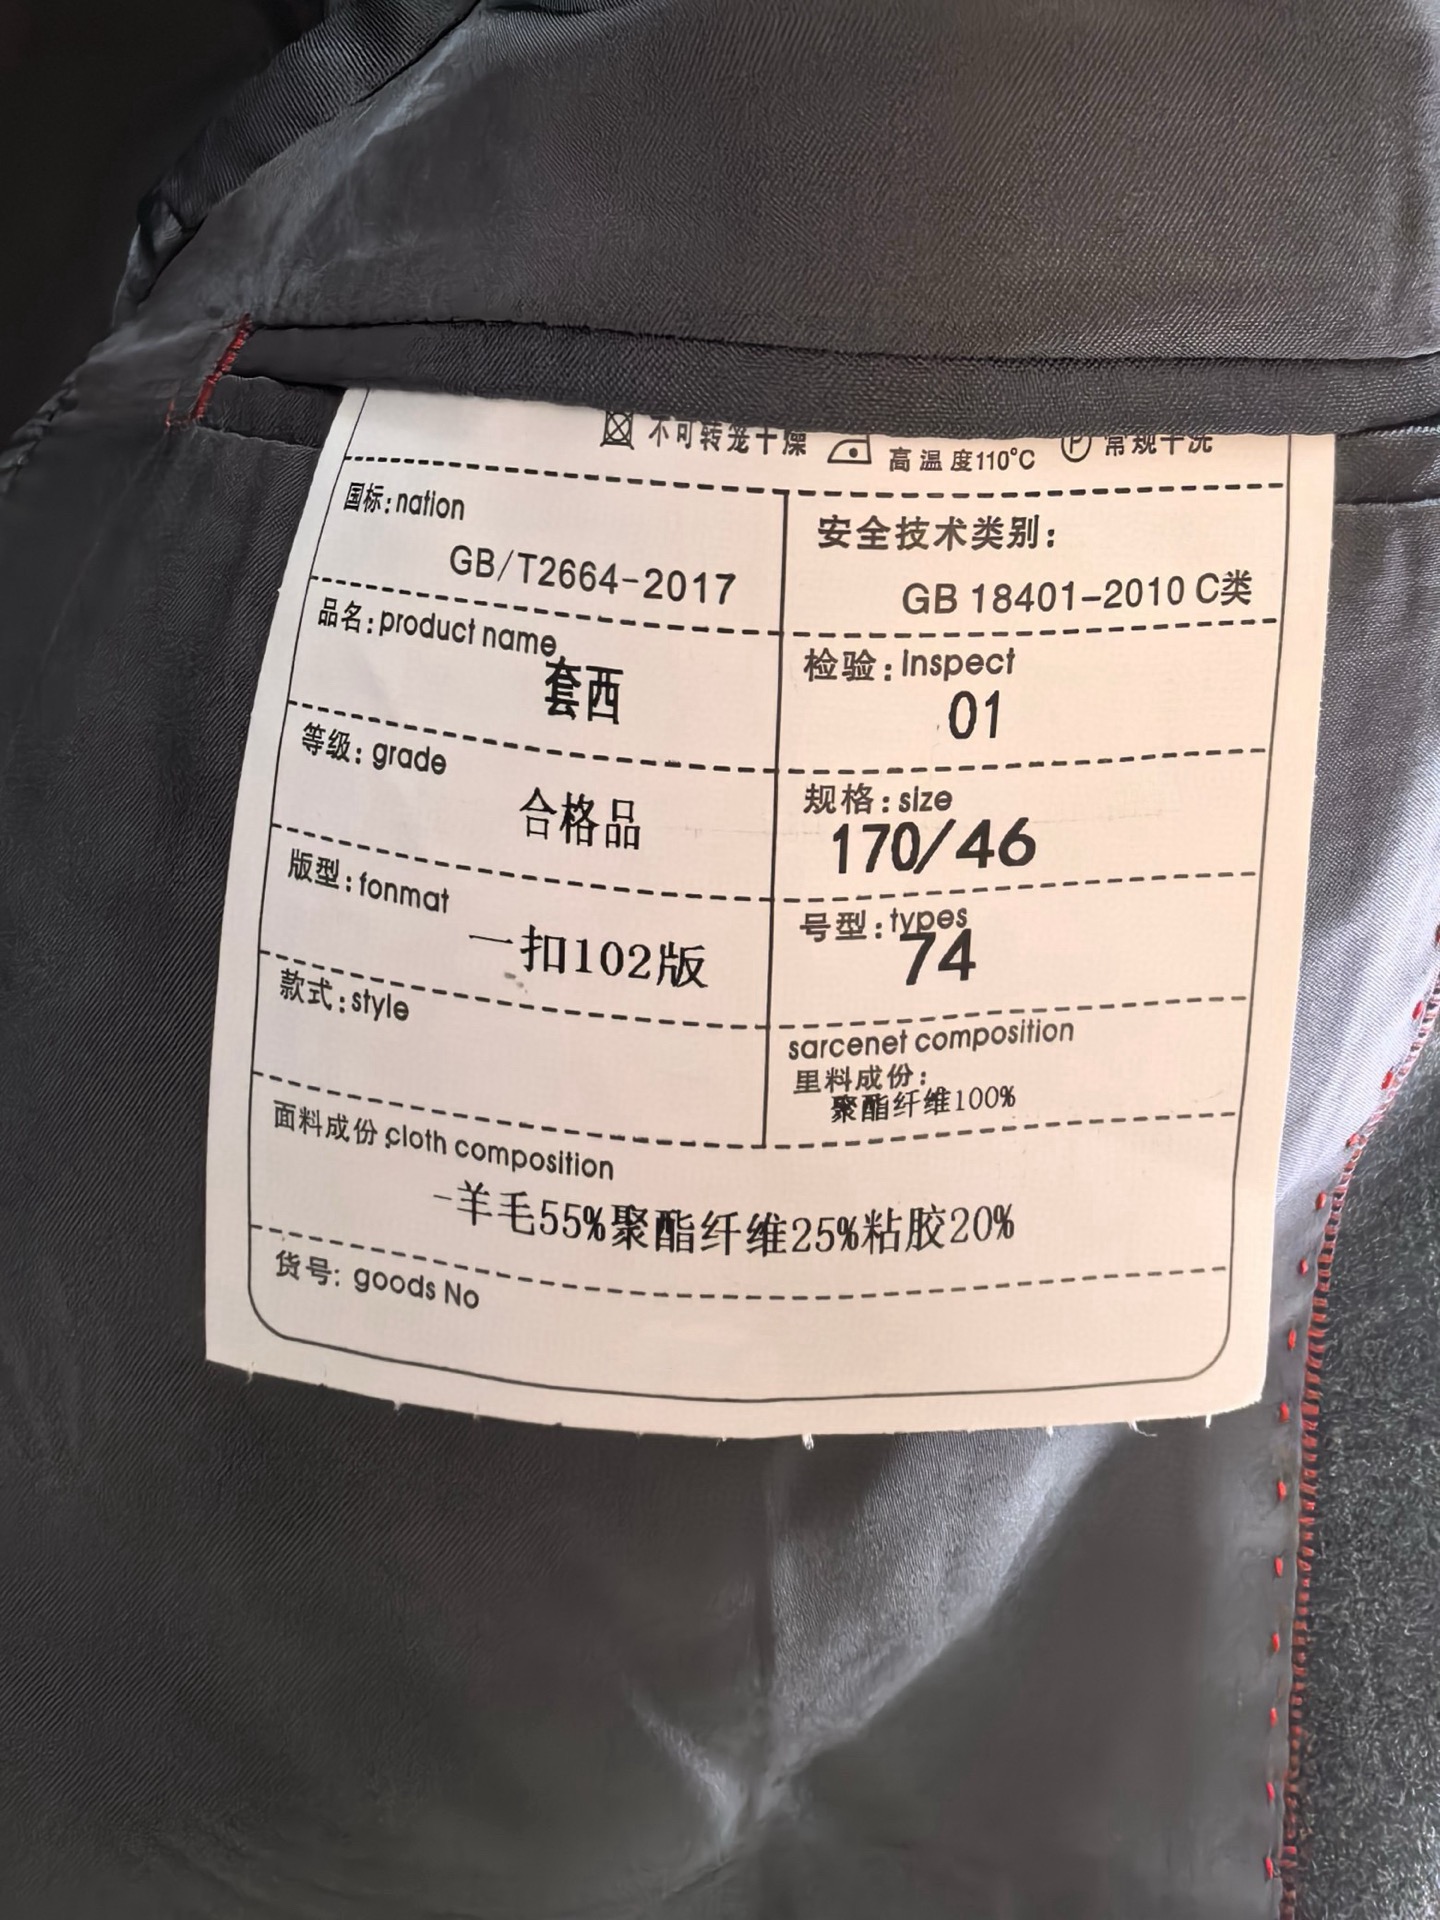 不可转笼干燥 高温度110°C Ⓟ 常规干洗
国标:nation
GB/T2664-2017
安全技术类别:
GB 18401-2010 C类
品名:product name
套西
检验:Inspect
01
等级:grade
合格品
规格:size
170/46
版型:fonmat
一扣102版
号型:types
74
款式:style
sarcenet composition
里料成份:
聚酯纤维100%
面料成份:cloth composition
-羊毛55%聚酯纤维25%粘胶20%
货号:goods No